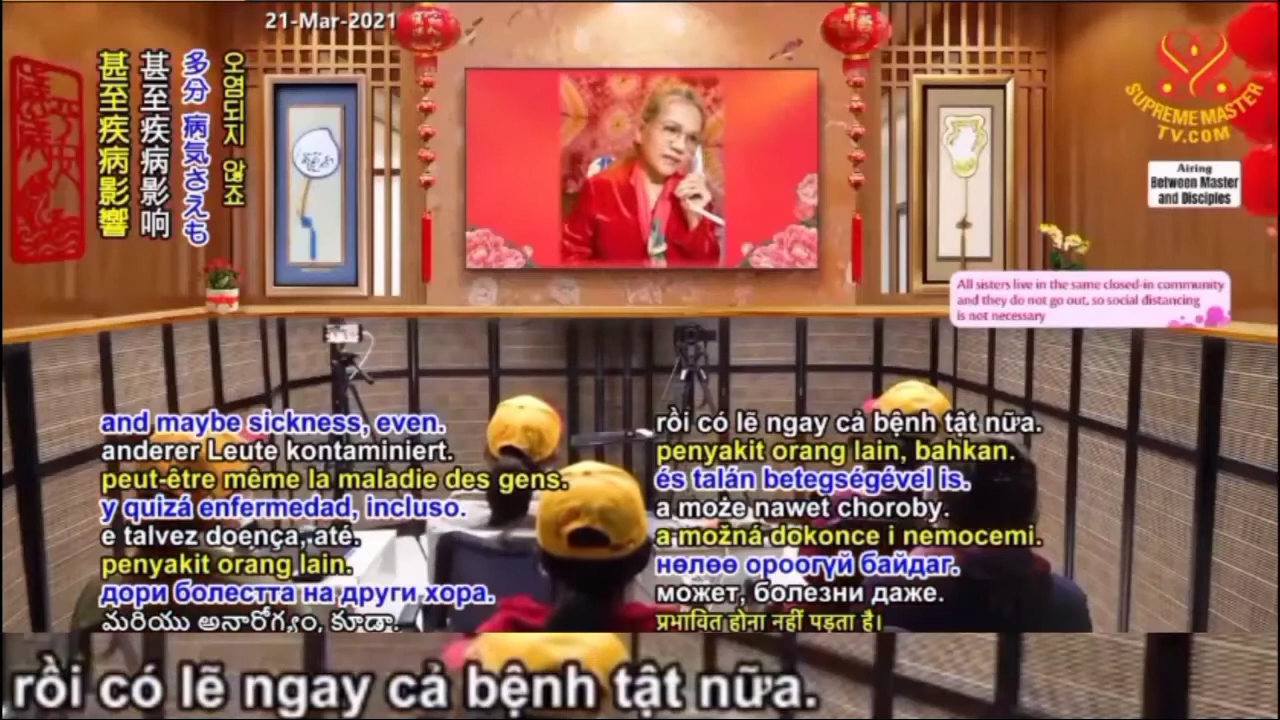 21-Mar-2021
오염되지 않죠
多分 病気さえも
甚至疾病影响
甚至疾病影響
SUPREME MASTER
TV.COM
Airing
Between Master
and Disciples
All sisters live in the same closed-in community
and they do not go out, so social distancing
is not necessary
and maybe sickness, even.
anderer Leute kontaminiert.
peut-être même la maladie des gens.
y quizá enfermedad, incluso.
e talvez doença, até.
penyakit orang lain.
дори болестта на други хора.
మరియు అనారోగ్యం, కూడా.
rồi có lẽ ngay cả bệnh tật nữa.
penyakit orang lain, bahkan.
és talán betegségével is.
a może nawet choroby.
a možná dokonce i nemocemi.
нөлөө ороогүй байдаг.
может, болезни даже.
प्रभावित होना नहीं पड़ता है।
rồi có lẽ ngay cả bệnh tật nữa.